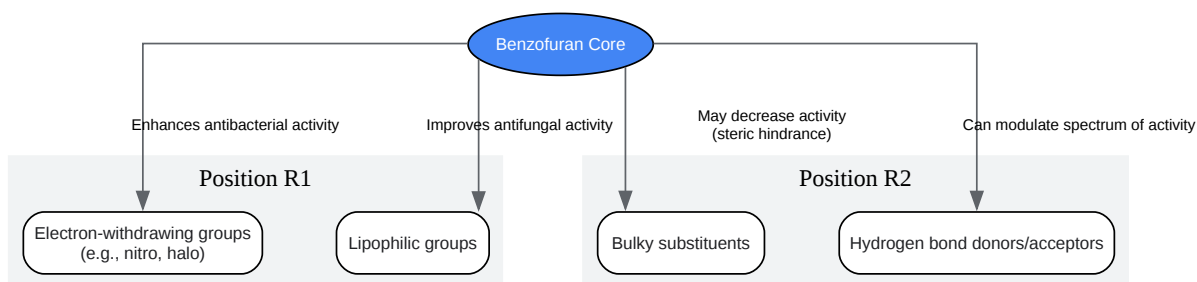 Benzofuran Core
Enhances antibacterial activity
Improves antifungal activity
May decrease activity
(steric hindrance)
Can modulate spectrum of activity
Position R1
Position R2
Electron-withdrawing groups
(e.g., nitro, halo)
Lipophilic groups
Bulky substituents
Hydrogen bond donors/acceptors